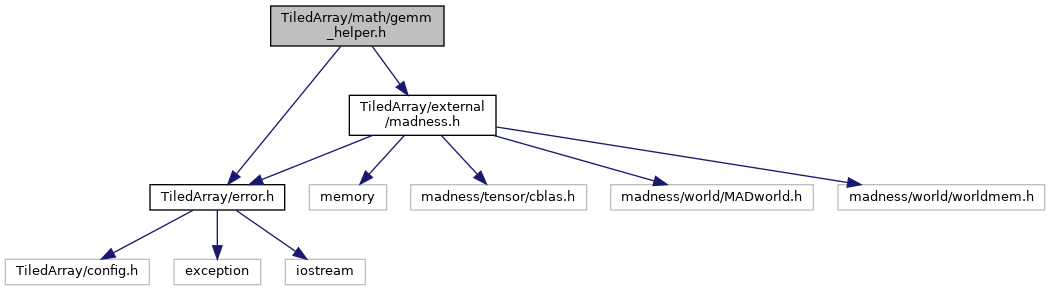 TiledArray/math/gemm
_helper.h
TiledArray/external
/madness.h
TiledArray/error.h
memory
madness/tensor/cblas.h
madness/world/MADworld.h
madness/world/worldmem.h
TiledArray/config.h
exception
iostream